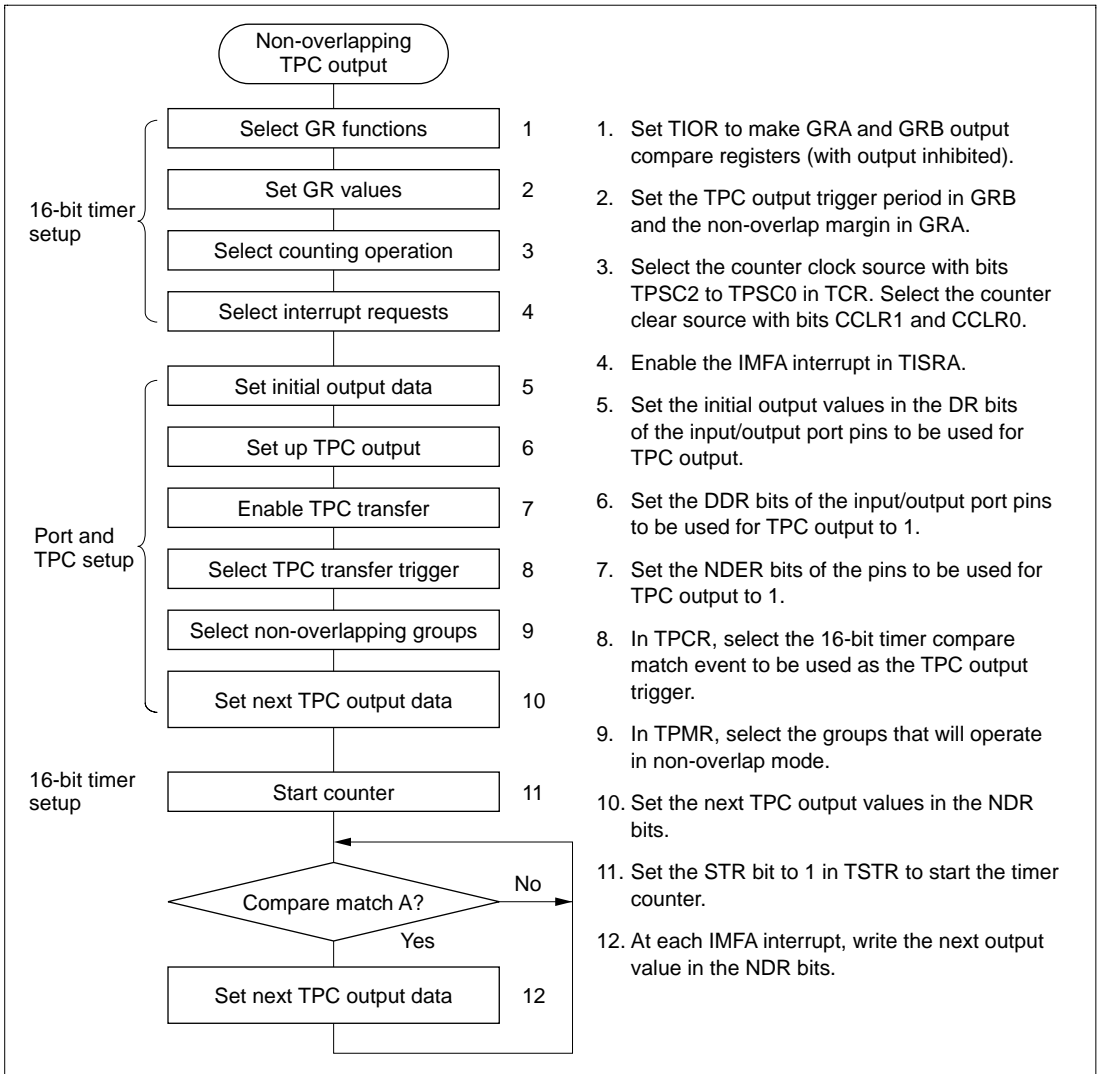 Non-overlapping
TPC output
16-bit timer
setup
Select GR functions 1
Set GR values 2
Select counting operation 3
Select interrupt requests 4
Port and
TPC setup
Set initial output data 5
Set up TPC output 6
Enable TPC transfer 7
Select TPC transfer trigger 8
Select non-overlapping groups 9
Set next TPC output data 10
16-bit timer
setup
Start counter 11
Compare match A?
No
Yes
Set next TPC output data 12
1. Set TIOR to make GRA and GRB output
compare registers (with output inhibited).
2. Set the TPC output trigger period in GRB
and the non-overlap margin in GRA.
3. Select the counter clock source with bits
TPSC2 to TPSC0 in TCR. Select the counter
clear source with bits CCLR1 and CCLR0.
4. Enable the IMFA interrupt in TISRA.
5. Set the initial output values in the DR bits
of the input/output port pins to be used for
TPC output.
6. Set the DDR bits of the input/output port pins
to be used for TPC output to 1.
7. Set the NDER bits of the pins to be used for
TPC output to 1.
8. In TPCR, select the 16-bit timer compare
match event to be used as the TPC output
trigger.
9. In TPMR, select the groups that will operate
in non-overlap mode.
10. Set the next TPC output values in the NDR
bits.
11. Set the STR bit to 1 in TSTR to start the timer
counter.
12. At each IMFA interrupt, write the next output
value in the NDR bits.